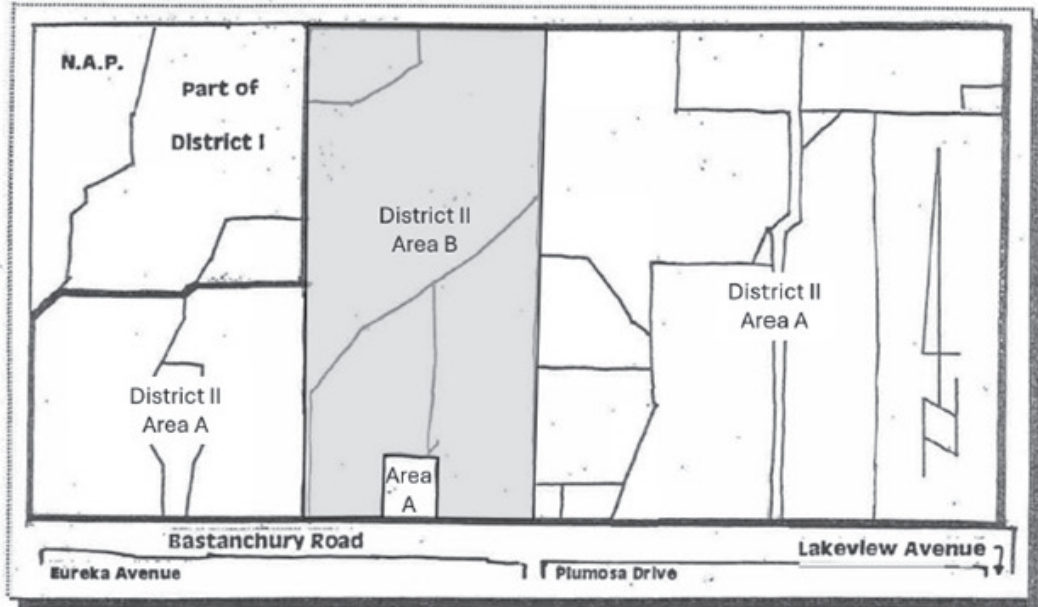 N.A.P.
Part of
District I
District II
Area B
District II
Area A
District II
Area A
Area
A
Bastanchury Road
Lakeview Avenue
Eureka Avenue
Plumosa Drive